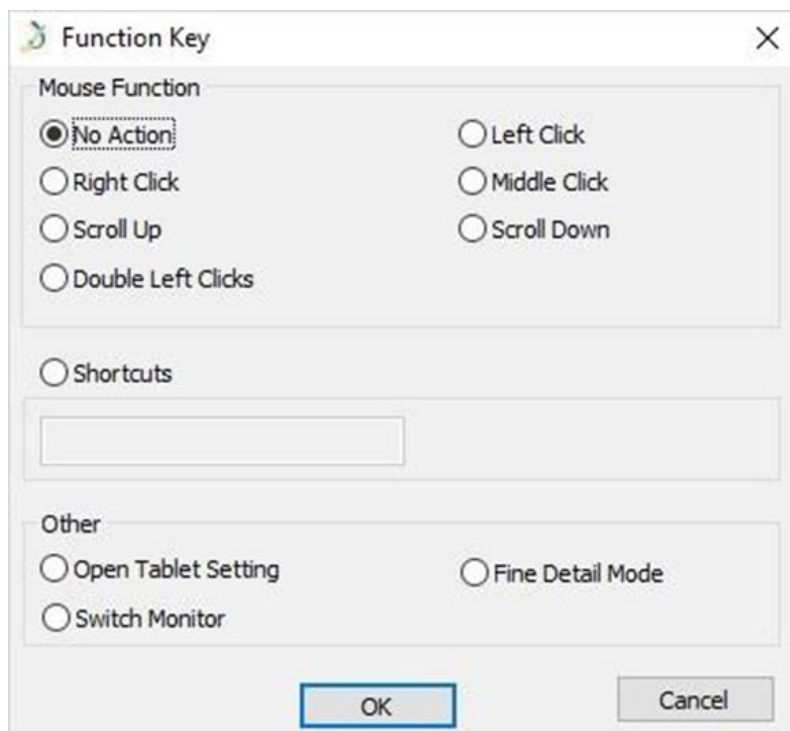 Function Key
Mouse Function
No Action
Left Click
Right Click
Middle Click
Scroll Up
Scroll Down
Double Left Clicks
Shortcuts
Other
Open Tablet Setting
Fine Detail Mode
Switch Monitor
OK
Cancel